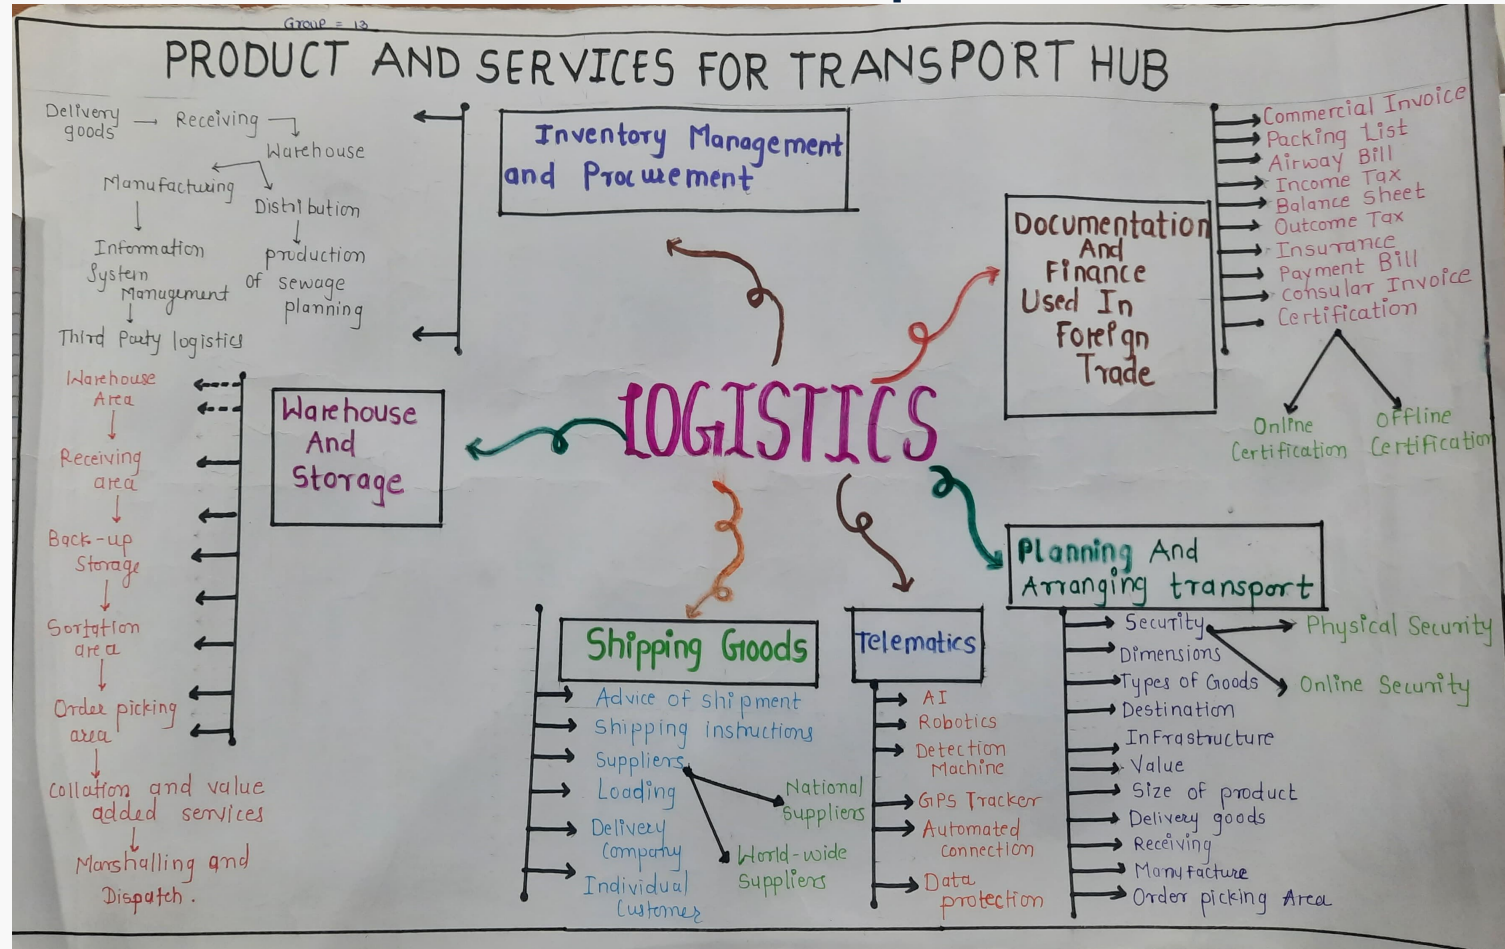 Group = 13
PRODUCT AND SERVICES FOR TRANSPORT HUB
Delivery
goods
Receiving
Warehouse
Manufacturing
Distribution
Information
System
Management
production
of sewage
planning
Third Party logistics
Inventory Management
and Procurement
Documentation
And
Finance
Used In
Foreign
Trade
Commercial Invoice
Packing List
Airway Bill
Income Tax
Balance Sheet
Outcome Tax
Insurance
Payment Bill
Consular Invoice
Certification
Online
Certification
Offline
Certification
LOGISTICS
Warehouse
And
Storage
Warehouse
Area
Receiving
area
Back-up
Storage
Sortation
area
Order picking
area
Collation and value
added services
Marshalling and
Dispatch.
Shipping Goods
Advice of shipment
Shipping instructions
Suppliers
Loading
Delivery
Company
Individual
Customer
National
Suppliers
World-wide
Suppliers
Telematics
AI
Robotics
Detection
Machine
GPS Tracker
Automated
connection
Data
protection
Planning And
Arranging transport
Security
Dimensions
Types of Goods
Destination
Infrastructure
Value
Size of product
Delivery goods
Receiving
Manufacture
Order picking Area
Physical Security
Online Security